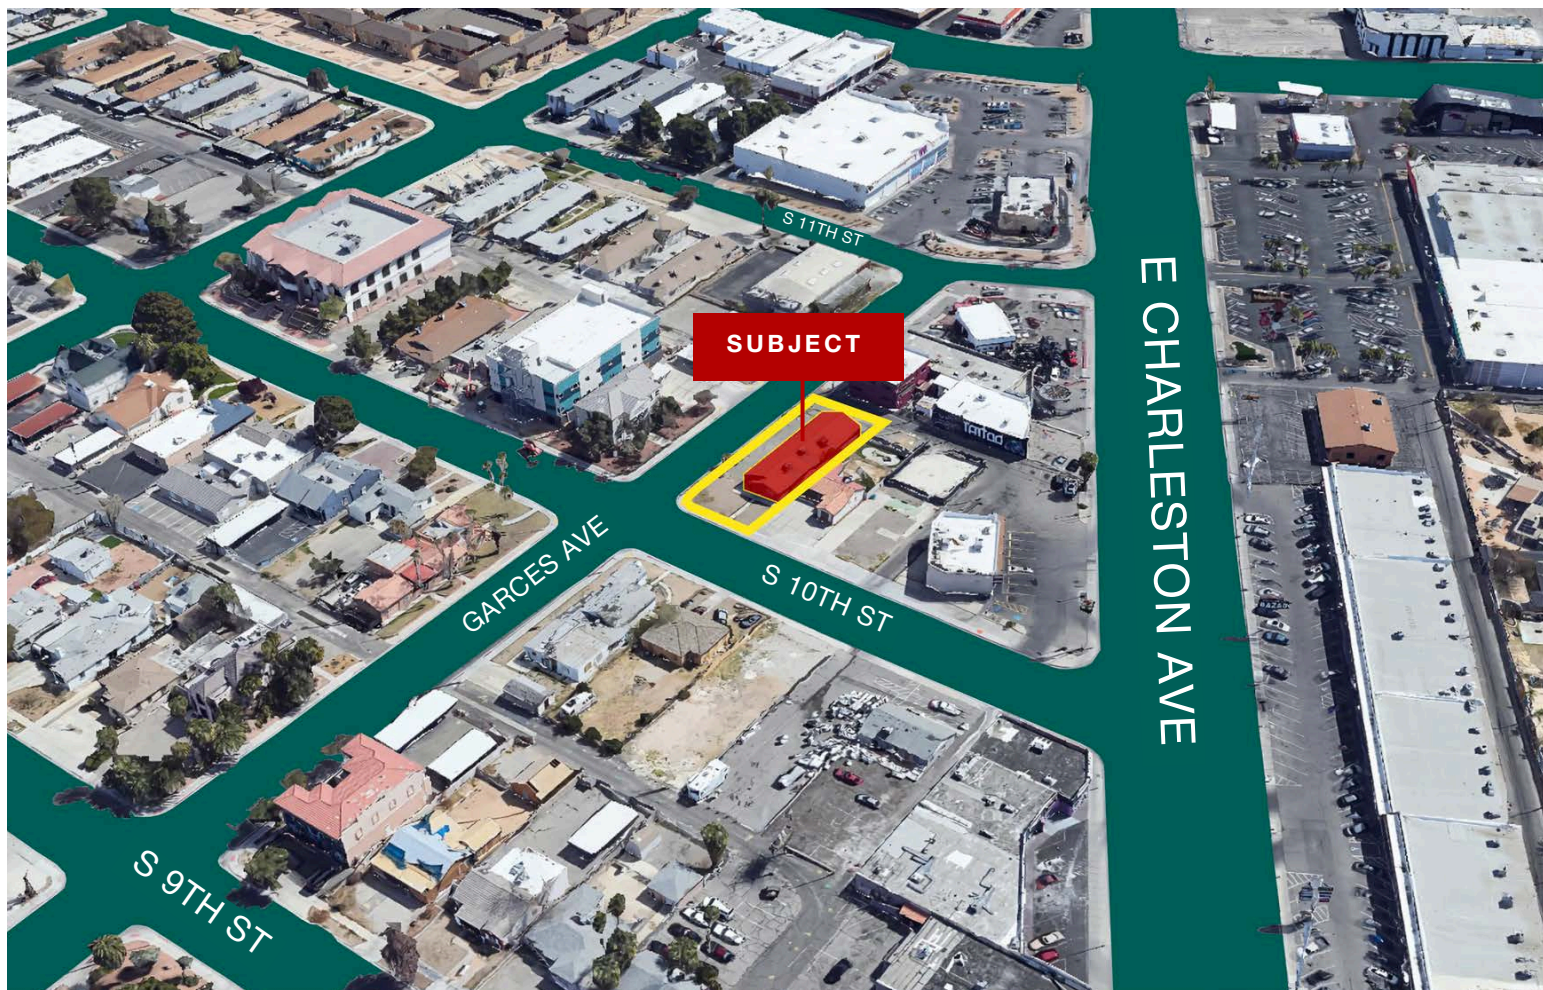 S 11TH ST
E CHARLESTON AVE
SUBJECT
GARCES AVE
S 10TH ST
S 9TH ST